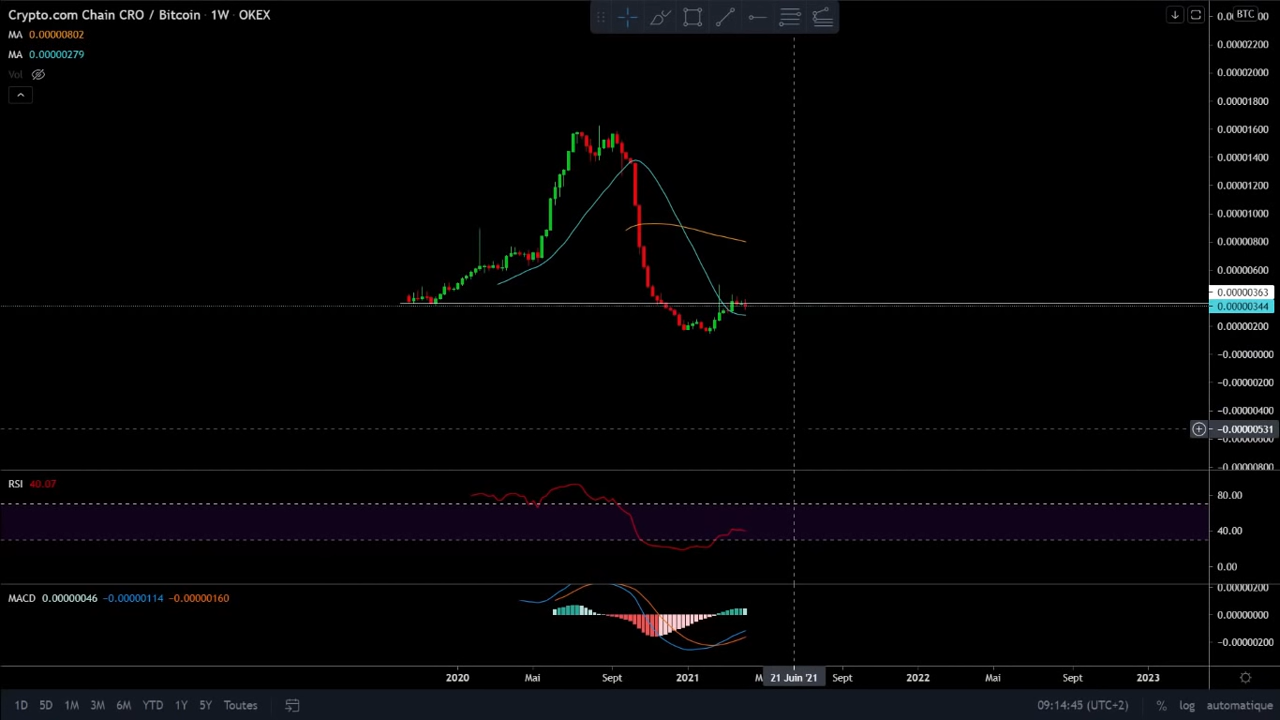 Crypto.com Chain CRO / Bitcoin · 1W · OKEX
MA 0.00000802
MA 0.00000279
Vol
BTC
0.00002200
0.00002000
0.00001800
0.00001600
0.00001400
0.00001200
0.00001000
0.00000800
0.00000600
0.00000363
0.00000344
0.00000200
−0.00000000
−0.00000200
−0.00000400
−0.00000531
−0.00000600
−0.00000800
RSI 40.07
80.00
40.00
0.00
MACD 0.00000046 −0.00000114 −0.00000160
0.00000200
0.00000000
−0.00000200
2020 Mai Sept 2021 21 Juin '21 Sept 2022 Mai Sept 2023
1D 5D 1M 3M 6M YTD 1Y 5Y Toutes
09:14:45 (UTC+2) % log automatique